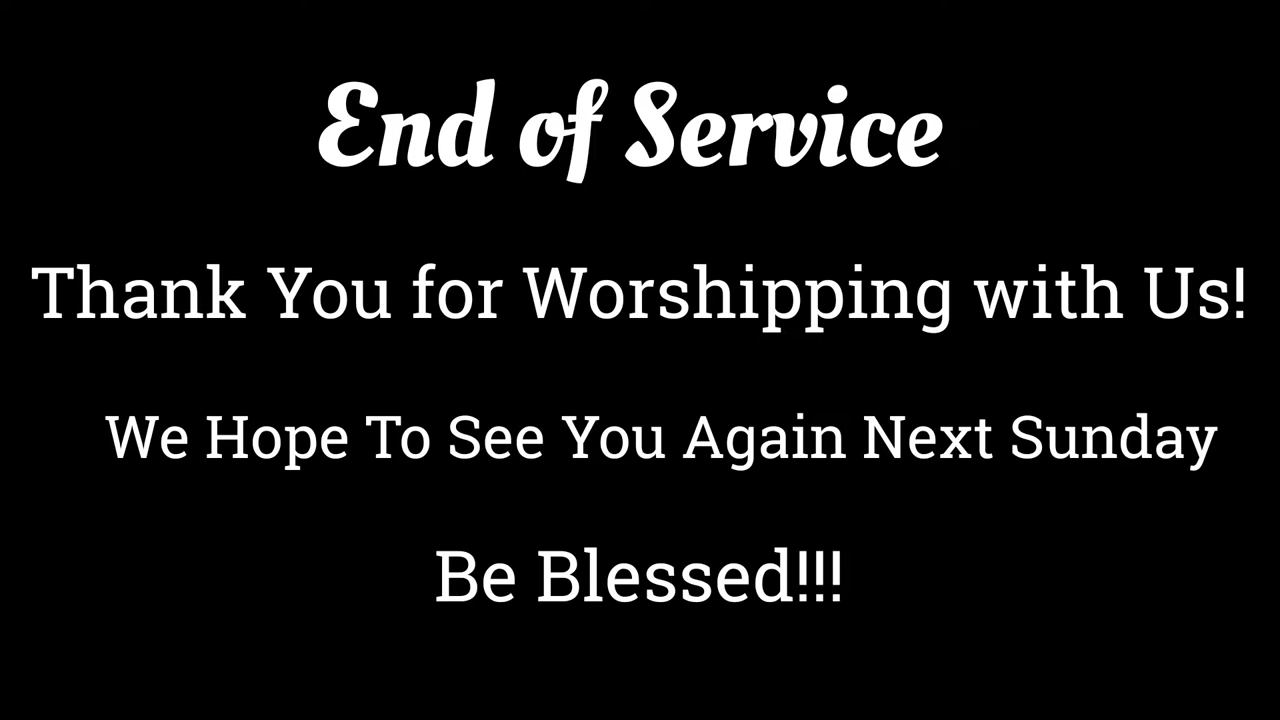 End of Service
Thank You for Worshipping with Us!
We Hope To See You Again Next Sunday
Be Blessed!!!